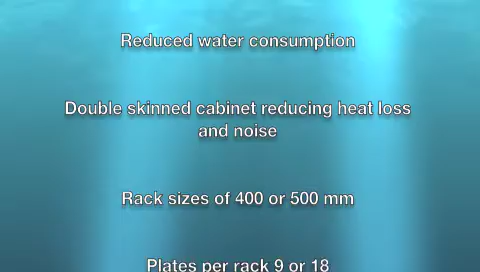 Reduced water consumption
Double skinned cabinet reducing heat loss
and noise
Rack sizes of 400 or 500 mm
Plates per rack 9 or 18